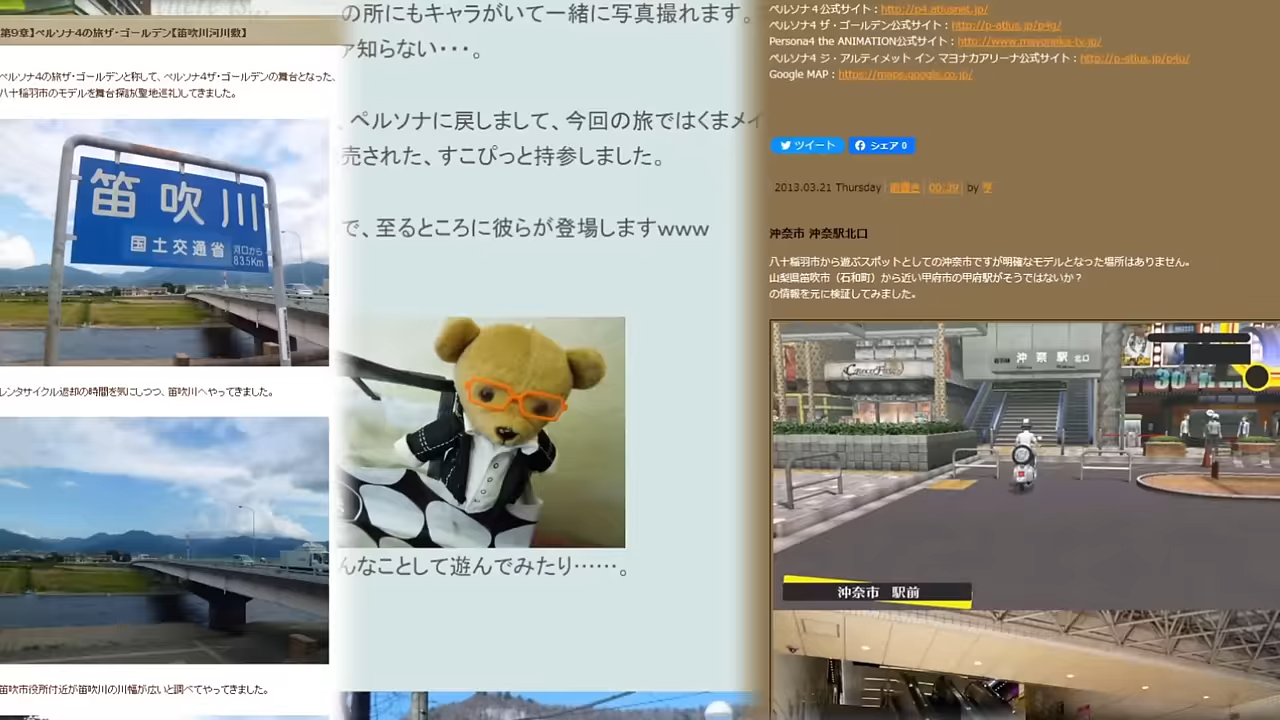 第9章】ペルソナ4の旅ザ・ゴールデン【笛吹川河川敷】
ペルソナ4の旅ザ・ゴールデンと称して、ペルソナ4ザ・ゴールデンの舞台となった、
八十稲羽市のモデルを舞台探訪(聖地巡礼)してきました。
笛吹川
国土交通省
河口から
83.5Km
レンタサイクル返却の時間を気にしつつ、笛吹川へやってきました。
笛吹市役所付近が笛吹川の川幅が広いと調べてやってきました。
の所にもキャラがいて一緒に写真撮れます。
ァ知らない・・・。
、ペルソナに戻しまして、今回の旅ではくまメイ
売された、すこぴっと持参しました。
で、至るところに彼らが登場しますwww
んなことして遊んでみたり……。
ペルソナ４公式サイト：http://p4.atlusnet.jp/
ペルソナ4 ザ・ゴールデン公式サイト：http://p-atlus.jp/p4g/
Persona4 the ANIMATION公式サイト：http://www.mayonaka-tv.jp/
ペルソナ4 ジ・アルティメット イン マヨナカアリーナ公式サイト：http://p-atlus.jp/p4u/
Google MAP：https://maps.google.co.jp/
ツイート
シェア 0
2013.03.21 Thursday | 前書き | 00:29 | by 孚
沖奈市 沖奈駅北口
八十稲羽市から遊ぶスポットとしての沖奈市ですが明確なモデルとなった場所はありません。
山梨県笛吹市（石和町）から近い甲府市の甲府駅がそうではないか？
の情報を元に検証してみました。
沖奈駅 北口
沖奈市 駅前